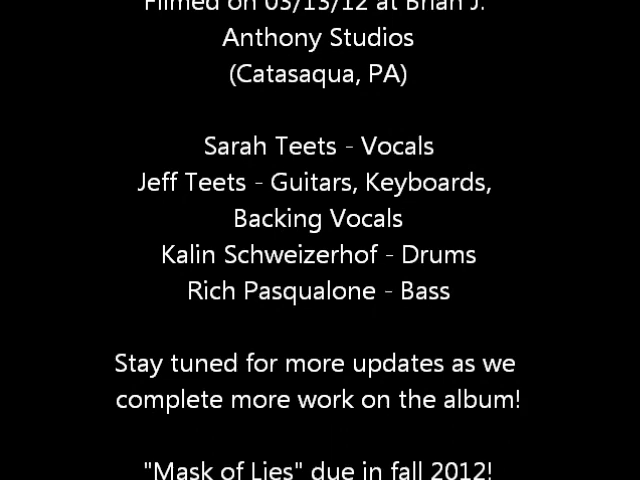 Filmed on 03/13/12 at Brian J.
Anthony Studios
(Catasaqua, PA)
Sarah Teets - Vocals
Jeff Teets - Guitars, Keyboards,
Backing Vocals
Kalin Schweizerhof - Drums
Rich Pasqualone - Bass
Stay tuned for more updates as we
complete more work on the album!
"Mask of Lies" due in fall 2012!